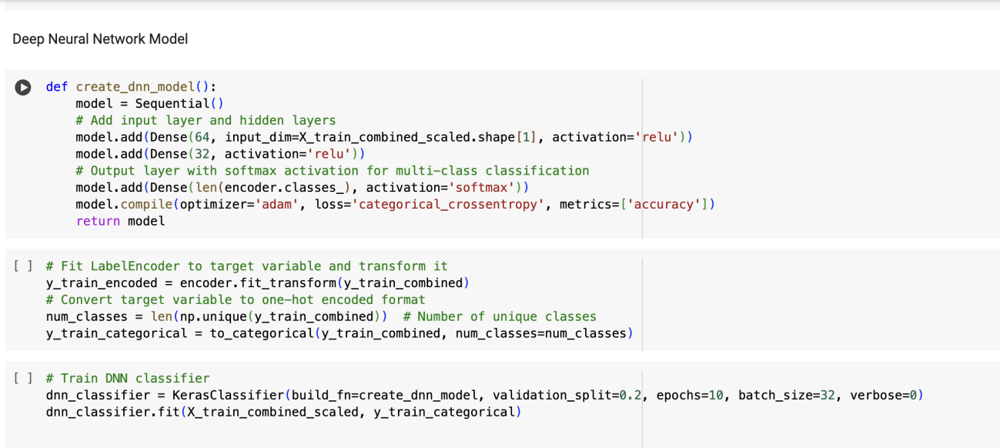 Deep Neural Network Model
def create_dnn_model():
    model = Sequential()
    # Add input layer and hidden layers
    model.add(Dense(64, input_dim=X_train_combined_scaled.shape[1], activation='relu'))
    model.add(Dense(32, activation='relu'))
    # Output layer with softmax activation for multi-class classification
    model.add(Dense(len(encoder.classes_), activation='softmax'))
    model.compile(optimizer='adam', loss='categorical_crossentropy', metrics=['accuracy'])
    return model
[ ] # Fit LabelEncoder to target variable and transform it
y_train_encoded = encoder.fit_transform(y_train_combined)
# Convert target variable to one-hot encoded format
num_classes = len(np.unique(y_train_combined))  # Number of unique classes
y_train_categorical = to_categorical(y_train_combined, num_classes=num_classes)
[ ] # Train DNN classifier
dnn_classifier = KerasClassifier(build_fn=create_dnn_model, validation_split=0.2, epochs=10, batch_size=32, verbose=0)
dnn_classifier.fit(X_train_combined_scaled, y_train_categorical)